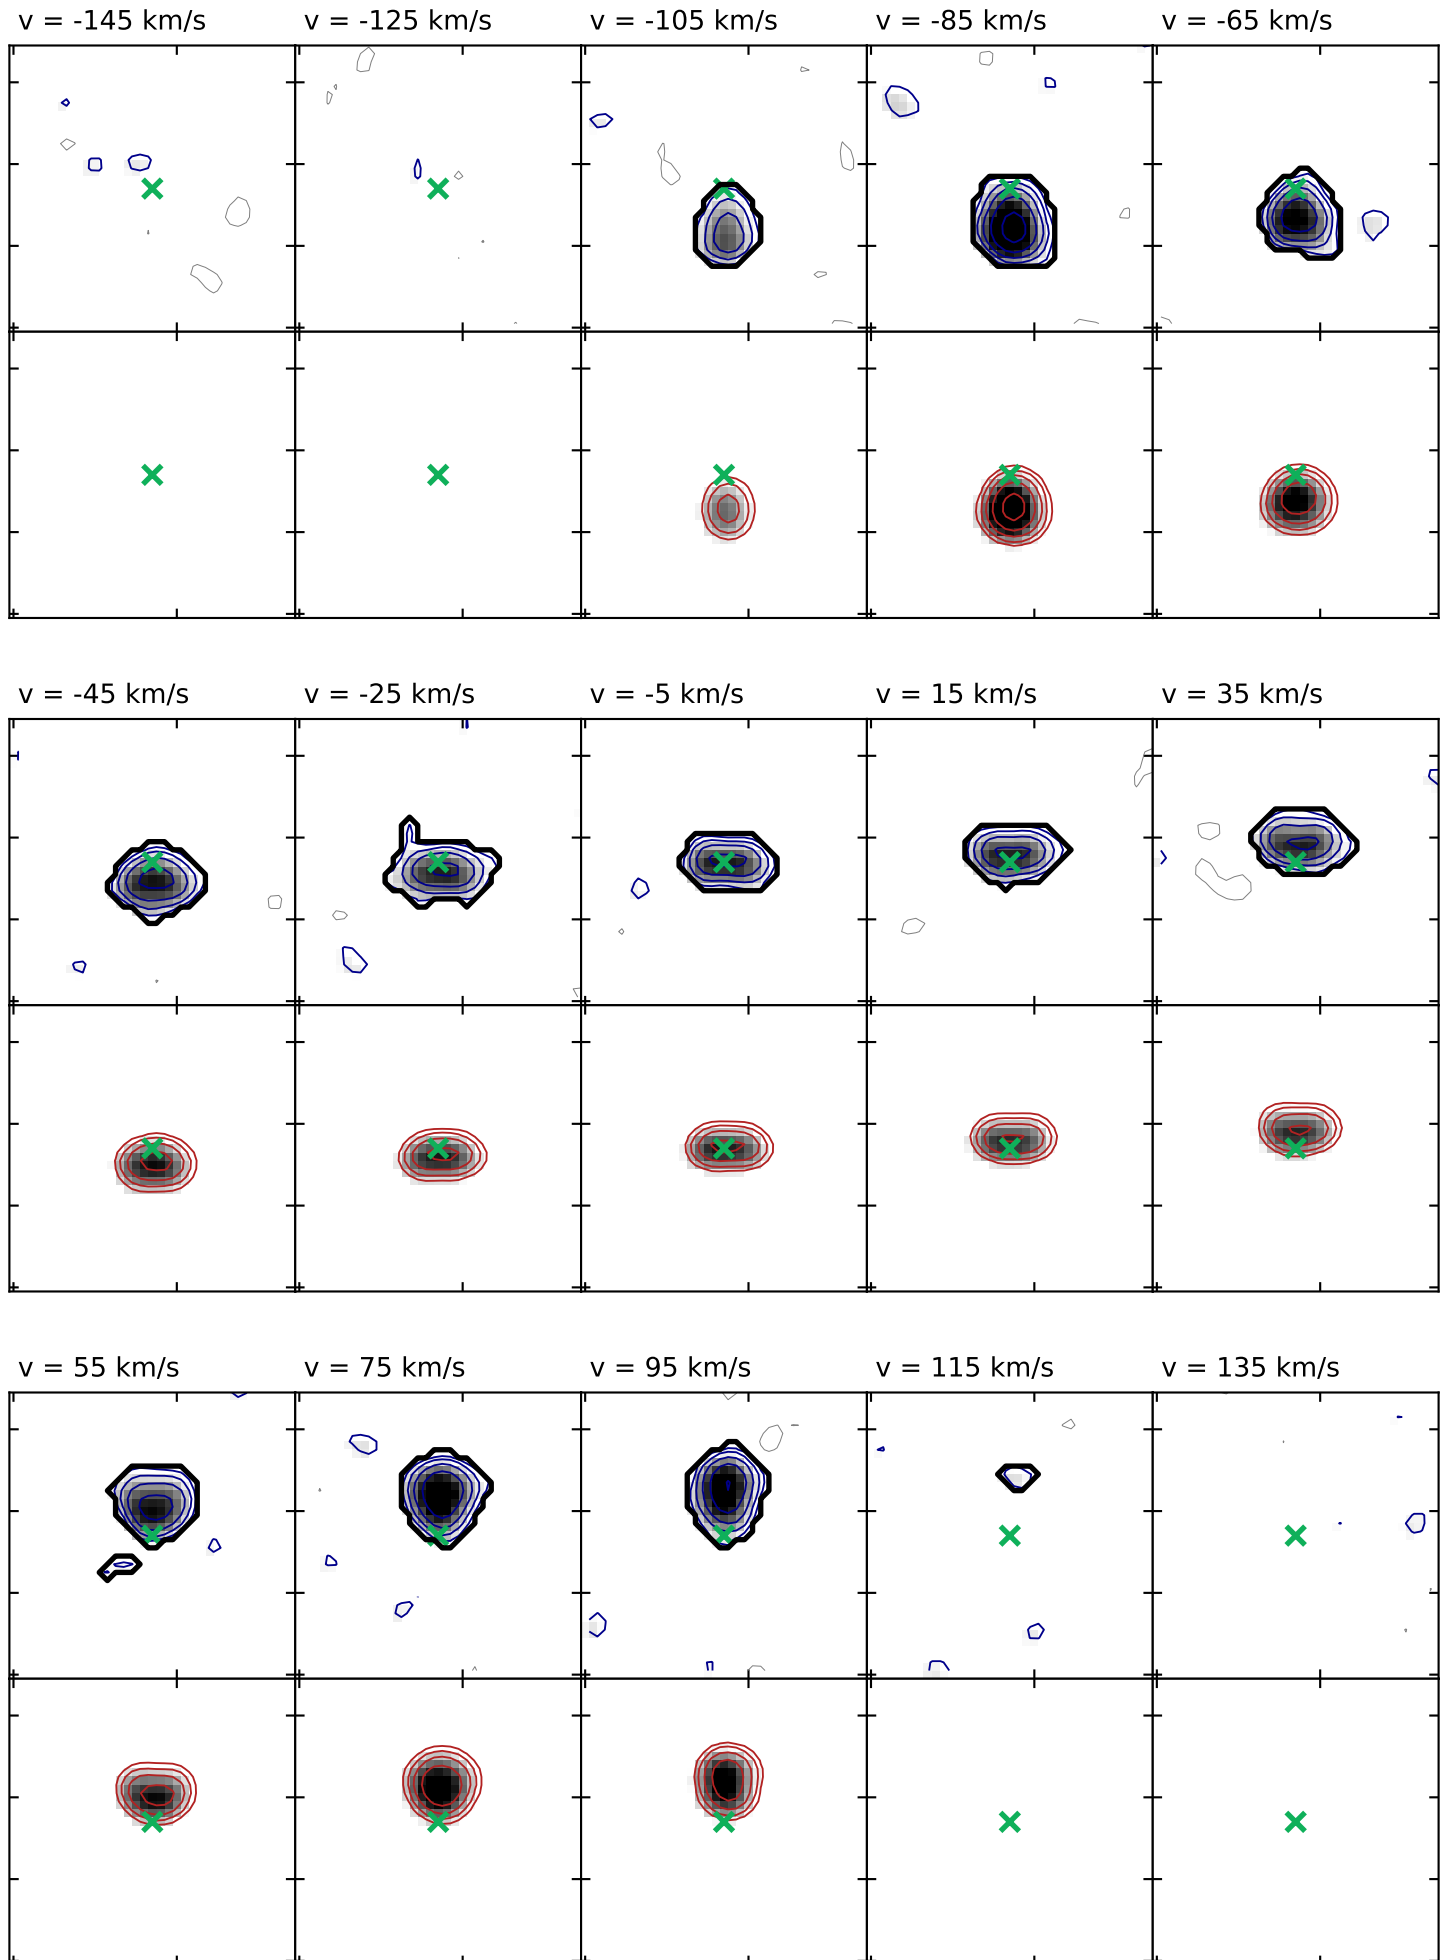 v = -145 km/s v = -125 km/s v = -105 km/s v = -85 km/s v = -65 km/s
v = -45 km/s v = -25 km/s v = -5 km/s v = 15 km/s v = 35 km/s
v = 55 km/s v = 75 km/s v = 95 km/s v = 115 km/s v = 135 km/s